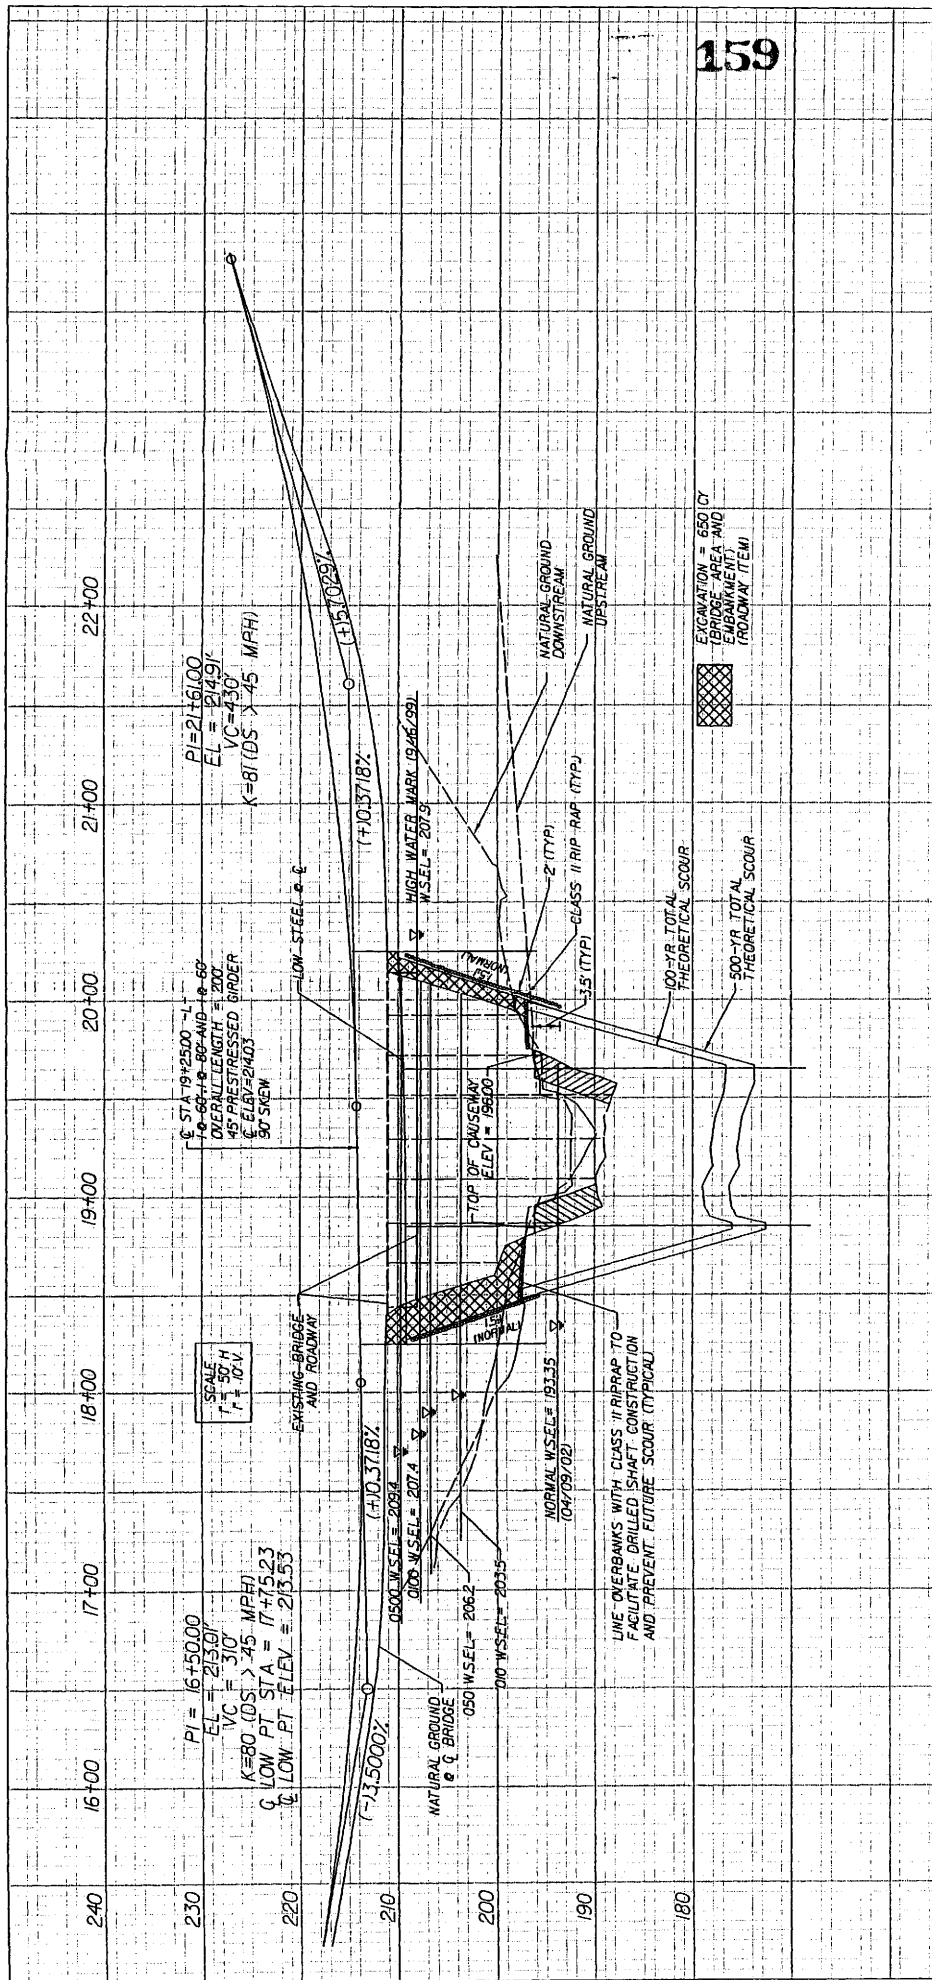 159
PI = 16+50.00
EL = 213.01'
VC = 310'
K=80 (DS > 45 MPH)
℄ LOW PT STA = 17+75.23
℄ LOW PT ELEV = 213.53
PI=21+61.00
EL = 214.91'
VC=430'
K=81 (DS > 45 MPH)
℄ STA 19+25.00 -L-
1 @ 60', 1 @ 80' AND 1 @ 60'
OVERALL LENGTH = 200'
45" PRESTRESSED GIRDER
℄ ELEV=214.03
90° SKEW
SCALE
1" = 50' H
1" = 10' V
(-)3.5000%
(+)0.3718%
(+)0.3718%
(+)5.7029%
EXISTING BRIDGE
AND ROADWAY
LOW STEEL @ ℄
HIGH WATER MARK (9/16/99)
W.S.EL= 207.9'
Q500 W.S.EL= 209.4
Q100 W.S.EL= 207.4
Q50 W.S.EL= 206.2
Q10 W.S.EL= 203.5
NATURAL GROUND
@ ℄ BRIDGE
NORMAL W.S.EL= 193.35
(04/09/02)
TOP OF CAUSEWAY
ELEV = 196.00
1.5:1
(NORMAL)
1.5:1
(NORMAL)
2' (TYP)
CLASS II RIP RAP (TYP)
3.5' (TYP)
NATURAL GROUND
DOWNSTREAM
NATURAL GROUND
UPSTREAM
LINE OVERBANKS WITH CLASS II RIPRAP TO
FACILITATE DRILLED SHAFT CONSTRUCTION
AND PREVENT FUTURE SCOUR (TYPICAL)
100-YR TOTAL
THEORETICAL SCOUR
500-YR TOTAL
THEORETICAL SCOUR
EXCAVATION = 650 CY
(BRIDGE AREA AND
EMBANKMENT)
(ROADWAY ITEM)
240
230
220
210
200
190
180
16+00
17+00
18+00
19+00
20+00
21+00
22+00